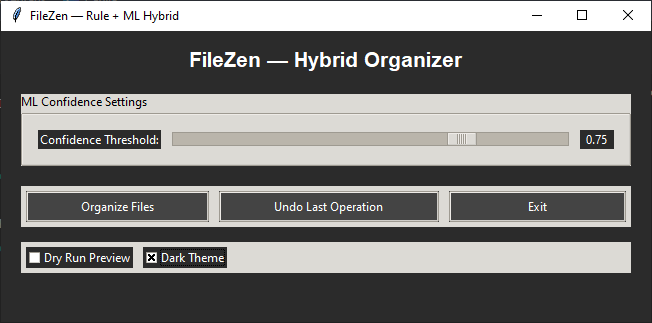 FileZen — Rule + ML Hybrid
FileZen — Hybrid Organizer
ML Confidence Settings
Confidence Threshold: 0.75
Organize Files Undo Last Operation Exit
Dry Run Preview Dark Theme